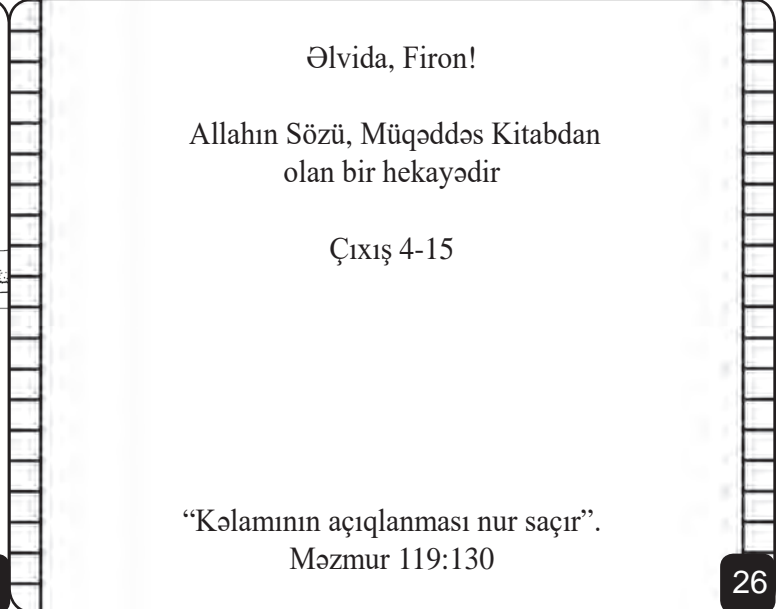 Əlvida, Firon!
Allahın Sözü, Müqəddəs Kitabdan
olan bir hekayədir
Çıxış 4-15
“Kəlamının açıqlanması nur saçır”.
Məzmur 119:130
26